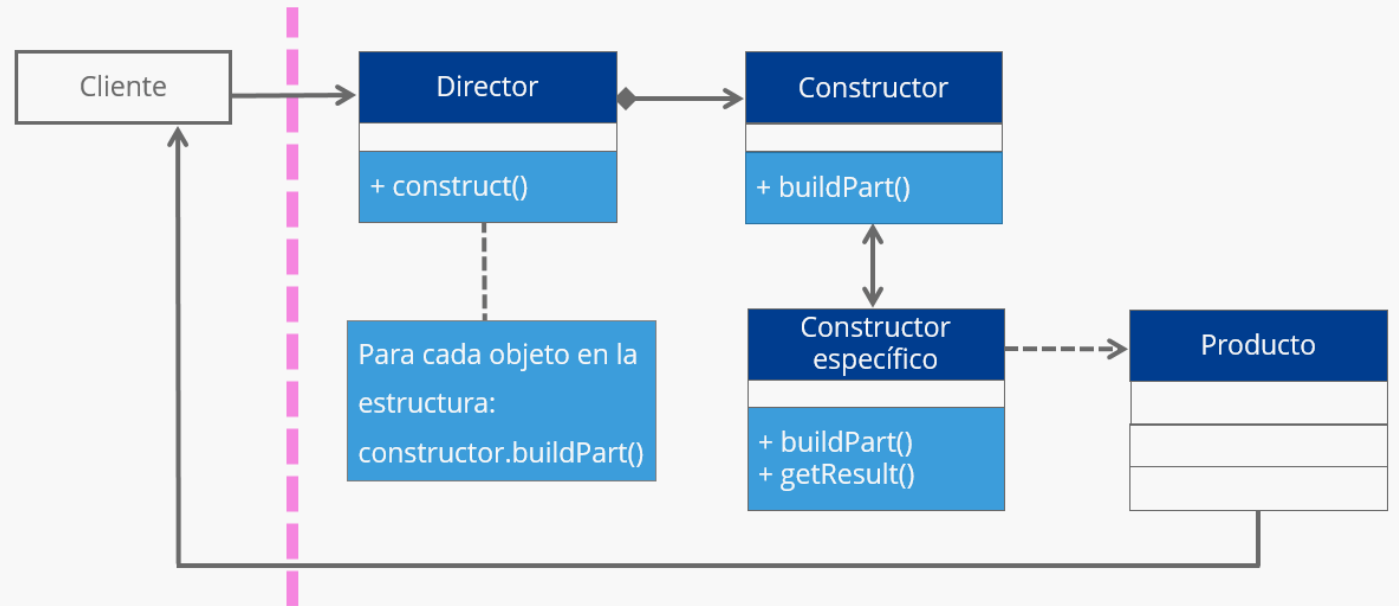 Cliente
Director
+ construct()
Constructor
+ buildPart()
Para cada objeto en la
estructura:
constructor.buildPart()
Constructor
específico
+ buildPart()
+ getResult()
Producto